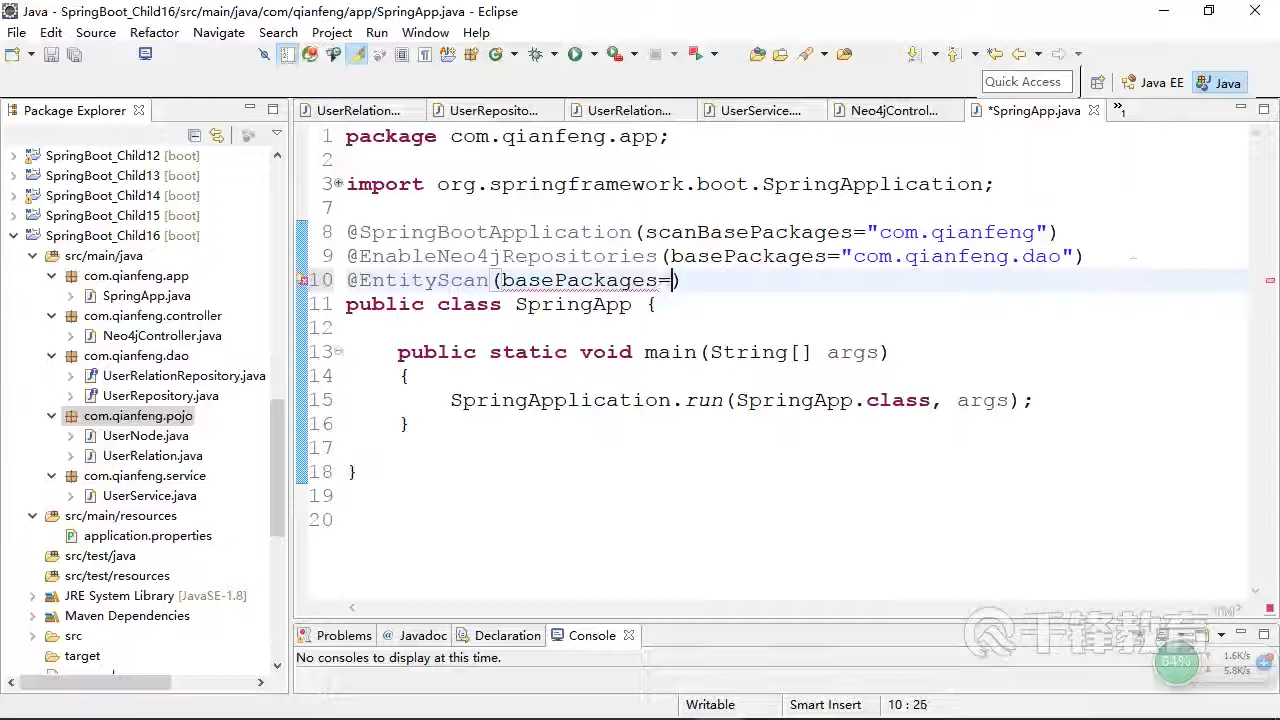 Java - SpringBoot_Child16/src/main/java/com/qianfeng/app/SpringApp.java - Eclipse
File Edit Source Refactor Navigate Search Project Run Window Help
Quick Access
Java EE
Java
Package Explorer
UserRelation...
UserReposito...
UserRelation...
UserService....
Neo4jControl...
*SpringApp.java
»1
SpringBoot_Child12 [boot]
SpringBoot_Child13 [boot]
SpringBoot_Child14 [boot]
SpringBoot_Child15 [boot]
SpringBoot_Child16 [boot]
src/main/java
com.qianfeng.app
SpringApp.java
com.qianfeng.controller
Neo4jController.java
com.qianfeng.dao
UserRelationRepository.java
UserRepository.java
com.qianfeng.pojo
UserNode.java
UserRelation.java
com.qianfeng.service
UserService.java
src/main/resources
application.properties
src/test/java
src/test/resources
JRE System Library [JavaSE-1.8]
Maven Dependencies
src
target
1 package com.qianfeng.app;
2
3 import org.springframework.boot.SpringApplication;
7
8 @SpringBootApplication(scanBasePackages="com.qianfeng")
9 @EnableNeo4jRepositories(basePackages="com.qianfeng.dao")
10 @EntityScan(basePackages=)
11 public class SpringApp {
12
13 public static void main(String[] args)
14 {
15 SpringApplication.run(SpringApp.class, args);
16 }
17
18 }
19
20
千锋教育 TM
Problems
@ Javadoc
Declaration
Console
No consoles to display at this time.
64%
1.6K/s
5.8K/s
Writable
Smart Insert
10 : 26